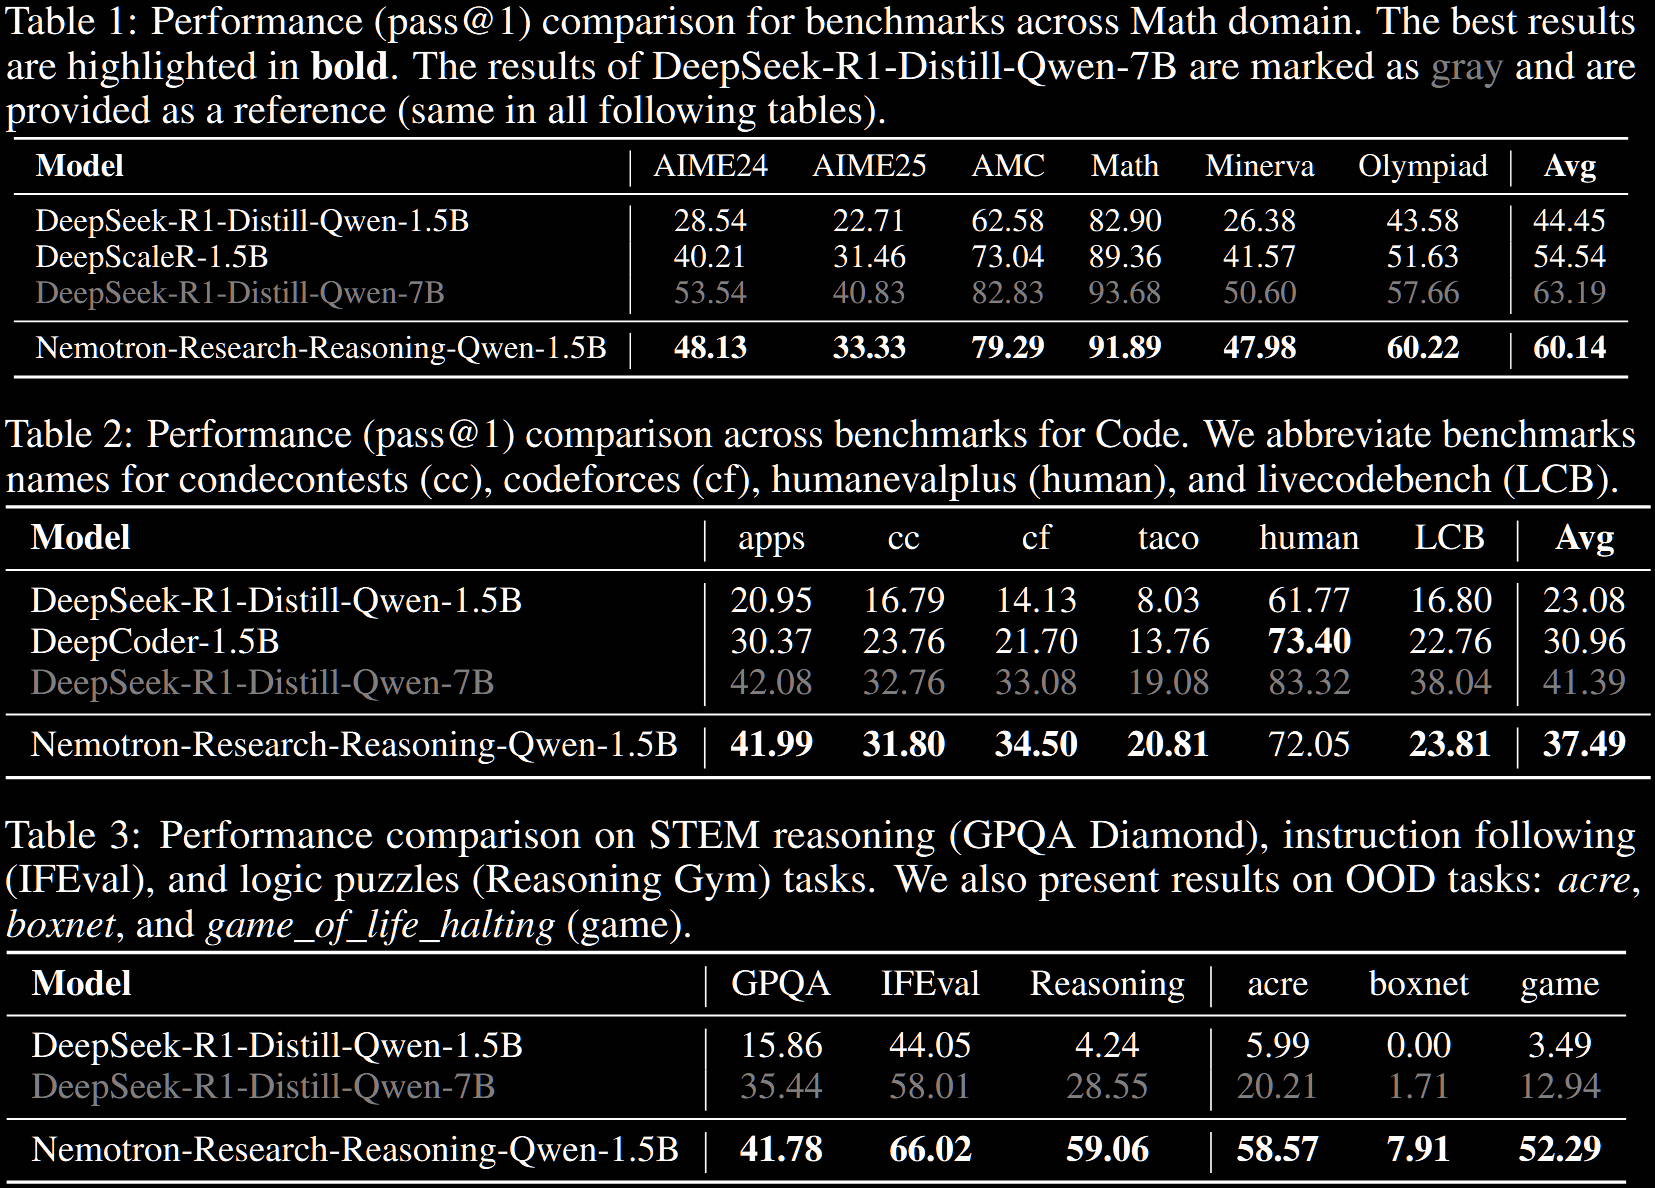 Table 1: Performance (pass@1) comparison for benchmarks across Math domain. The best results
are highlighted in bold. The results of DeepSeek-R1-Distill-Qwen-7B are marked as gray and are
provided as a reference (same in all following tables).
Model AIME24 AIME25 AMC Math Minerva Olympiad Avg
DeepSeek-R1-Distill-Qwen-1.5B 28.54 22.71 62.58 82.90 26.38 43.58 44.45
DeepScaleR-1.5B 40.21 31.46 73.04 89.36 41.57 51.63 54.54
DeepSeek-R1-Distill-Qwen-7B 53.54 40.83 82.83 93.68 50.60 57.66 63.19
Nemotron-Research-Reasoning-Qwen-1.5B 48.13 33.33 79.29 91.89 47.98 60.22 60.14
Table 2: Performance (pass@1) comparison across benchmarks for Code. We abbreviate benchmarks
names for condecontests (cc), codeforces (cf), humanevalplus (human), and livecodebench (LCB).
Model apps cc cf taco human LCB Avg
DeepSeek-R1-Distill-Qwen-1.5B 20.95 16.79 14.13 8.03 61.77 16.80 23.08
DeepCoder-1.5B 30.37 23.76 21.70 13.76 73.40 22.76 30.96
DeepSeek-R1-Distill-Qwen-7B 42.08 32.76 33.08 19.08 83.32 38.04 41.39
Nemotron-Research-Reasoning-Qwen-1.5B 41.99 31.80 34.50 20.81 72.05 23.81 37.49
Table 3: Performance comparison on STEM reasoning (GPQA Diamond), instruction following
(IFEval), and logic puzzles (Reasoning Gym) tasks. We also present results on OOD tasks: acre,
boxnet, and game_of_life_halting (game).
Model GPQA IFEval Reasoning acre boxnet game
DeepSeek-R1-Distill-Qwen-1.5B 15.86 44.05 4.24 5.99 0.00 3.49
DeepSeek-R1-Distill-Qwen-7B 35.44 58.01 28.55 20.21 1.71 12.94
Nemotron-Research-Reasoning-Qwen-1.5B 41.78 66.02 59.06 58.57 7.91 52.29